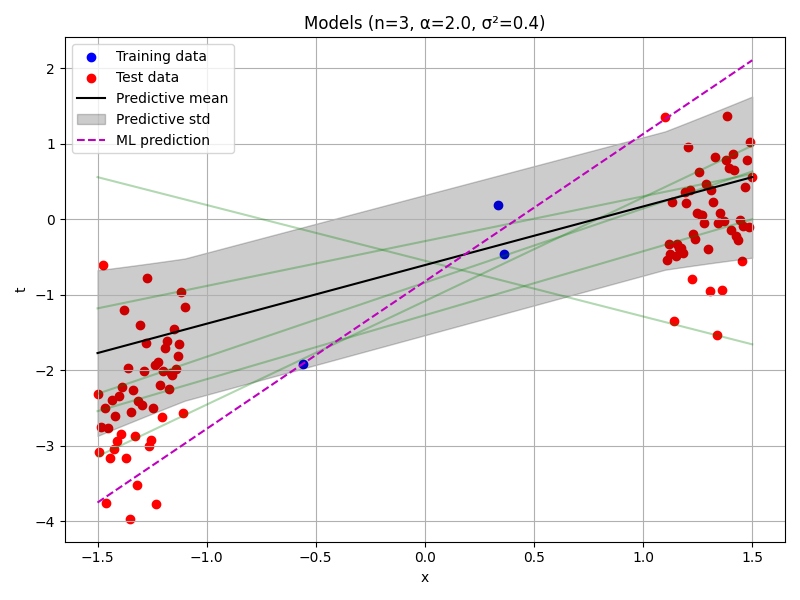 Models (n=3, α=2.0, σ²=0.4)
Training data
Test data
Predictive mean
Predictive std
ML prediction
t
2
1
0
−1
−2
−3
−4
−1.5 −1.0 −0.5 0.0 0.5 1.0 1.5
x